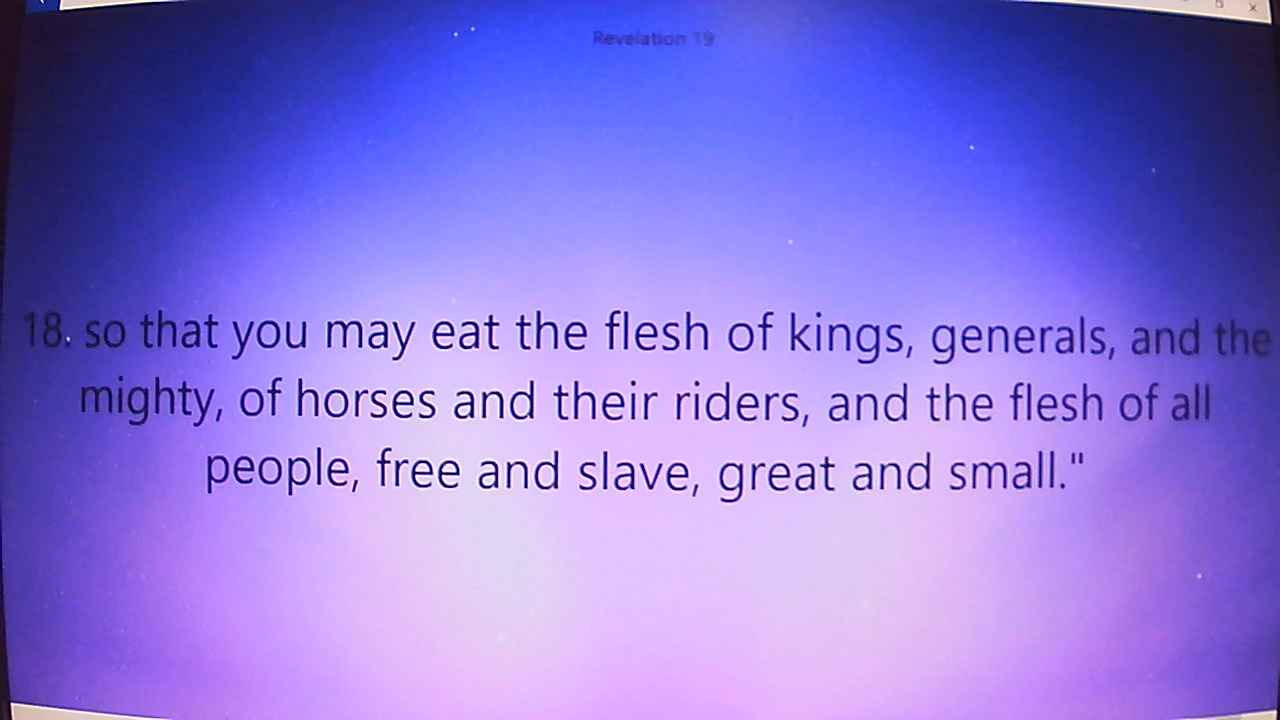 Revelation 19
18. so that you may eat the flesh of kings, generals, and the
mighty, of horses and their riders, and the flesh of all
people, free and slave, great and small."